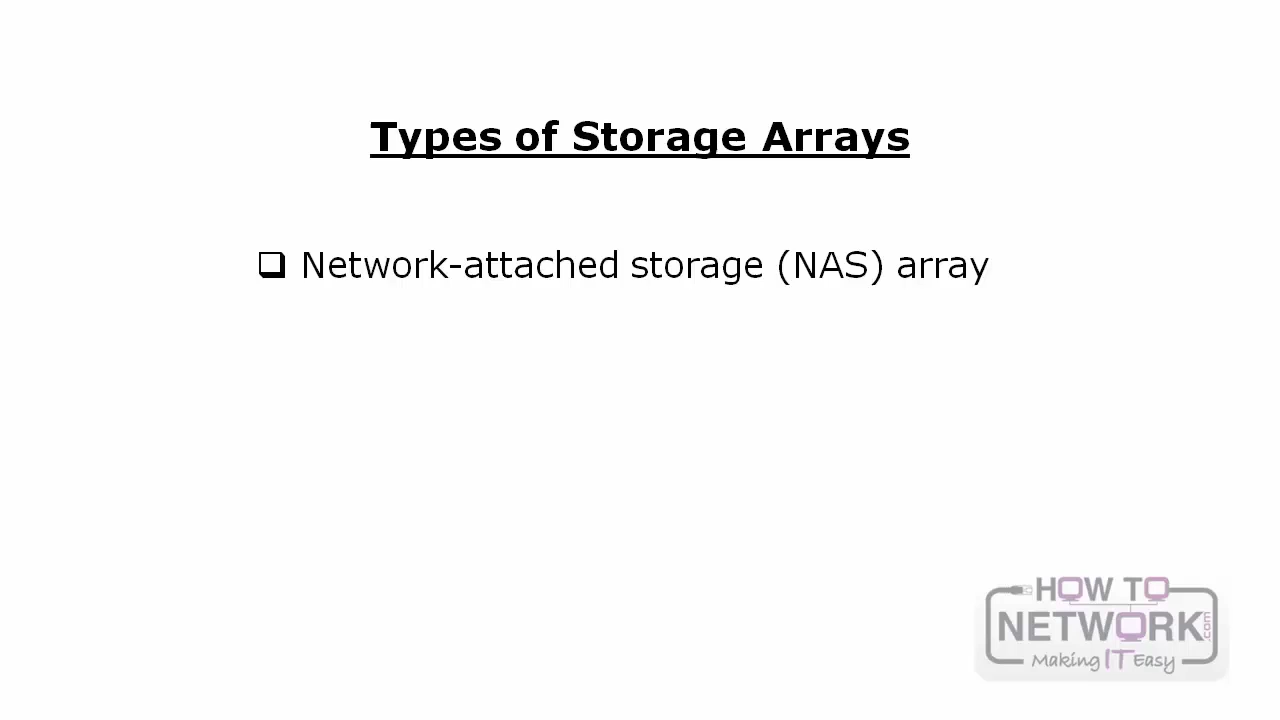 Types of Storage Arrays
❑ Network-attached storage (NAS) array
HOW TO
NETWORK.com
Making IT Easy